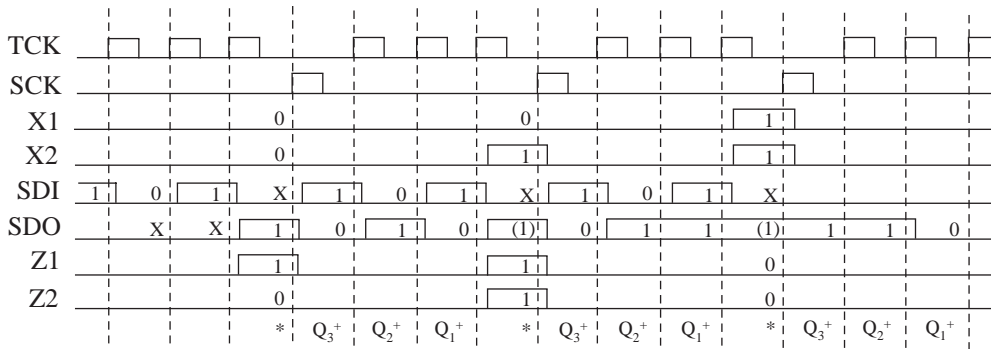 TCK
SCK
X1 0 0 1
X2 0 1 1
SDI 1 0 1 X 1 0 1 X 1 0 1 X
SDO X X 1 0 1 0 (1) 0 1 1 (1) 1 1 0
Z1 1 1 0
Z2 0 1 0
* Q3+ Q2+ Q1+ * Q3+ Q2+ Q1+ * Q3+ Q2+ Q1+